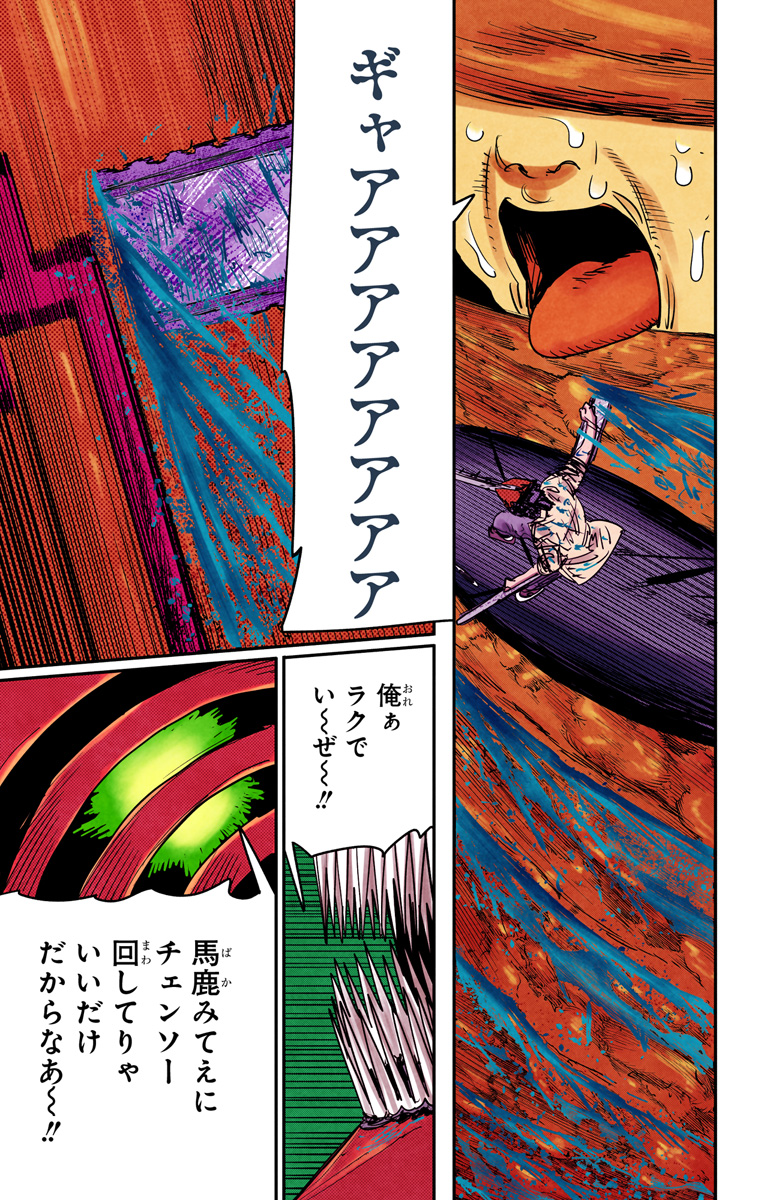 ギャアアアアアアアア
俺ぁ
ラクで
い～ぜ～!!
馬鹿みてえに
チェンソー
回してりゃ
いいだけ
だからなあ～!!